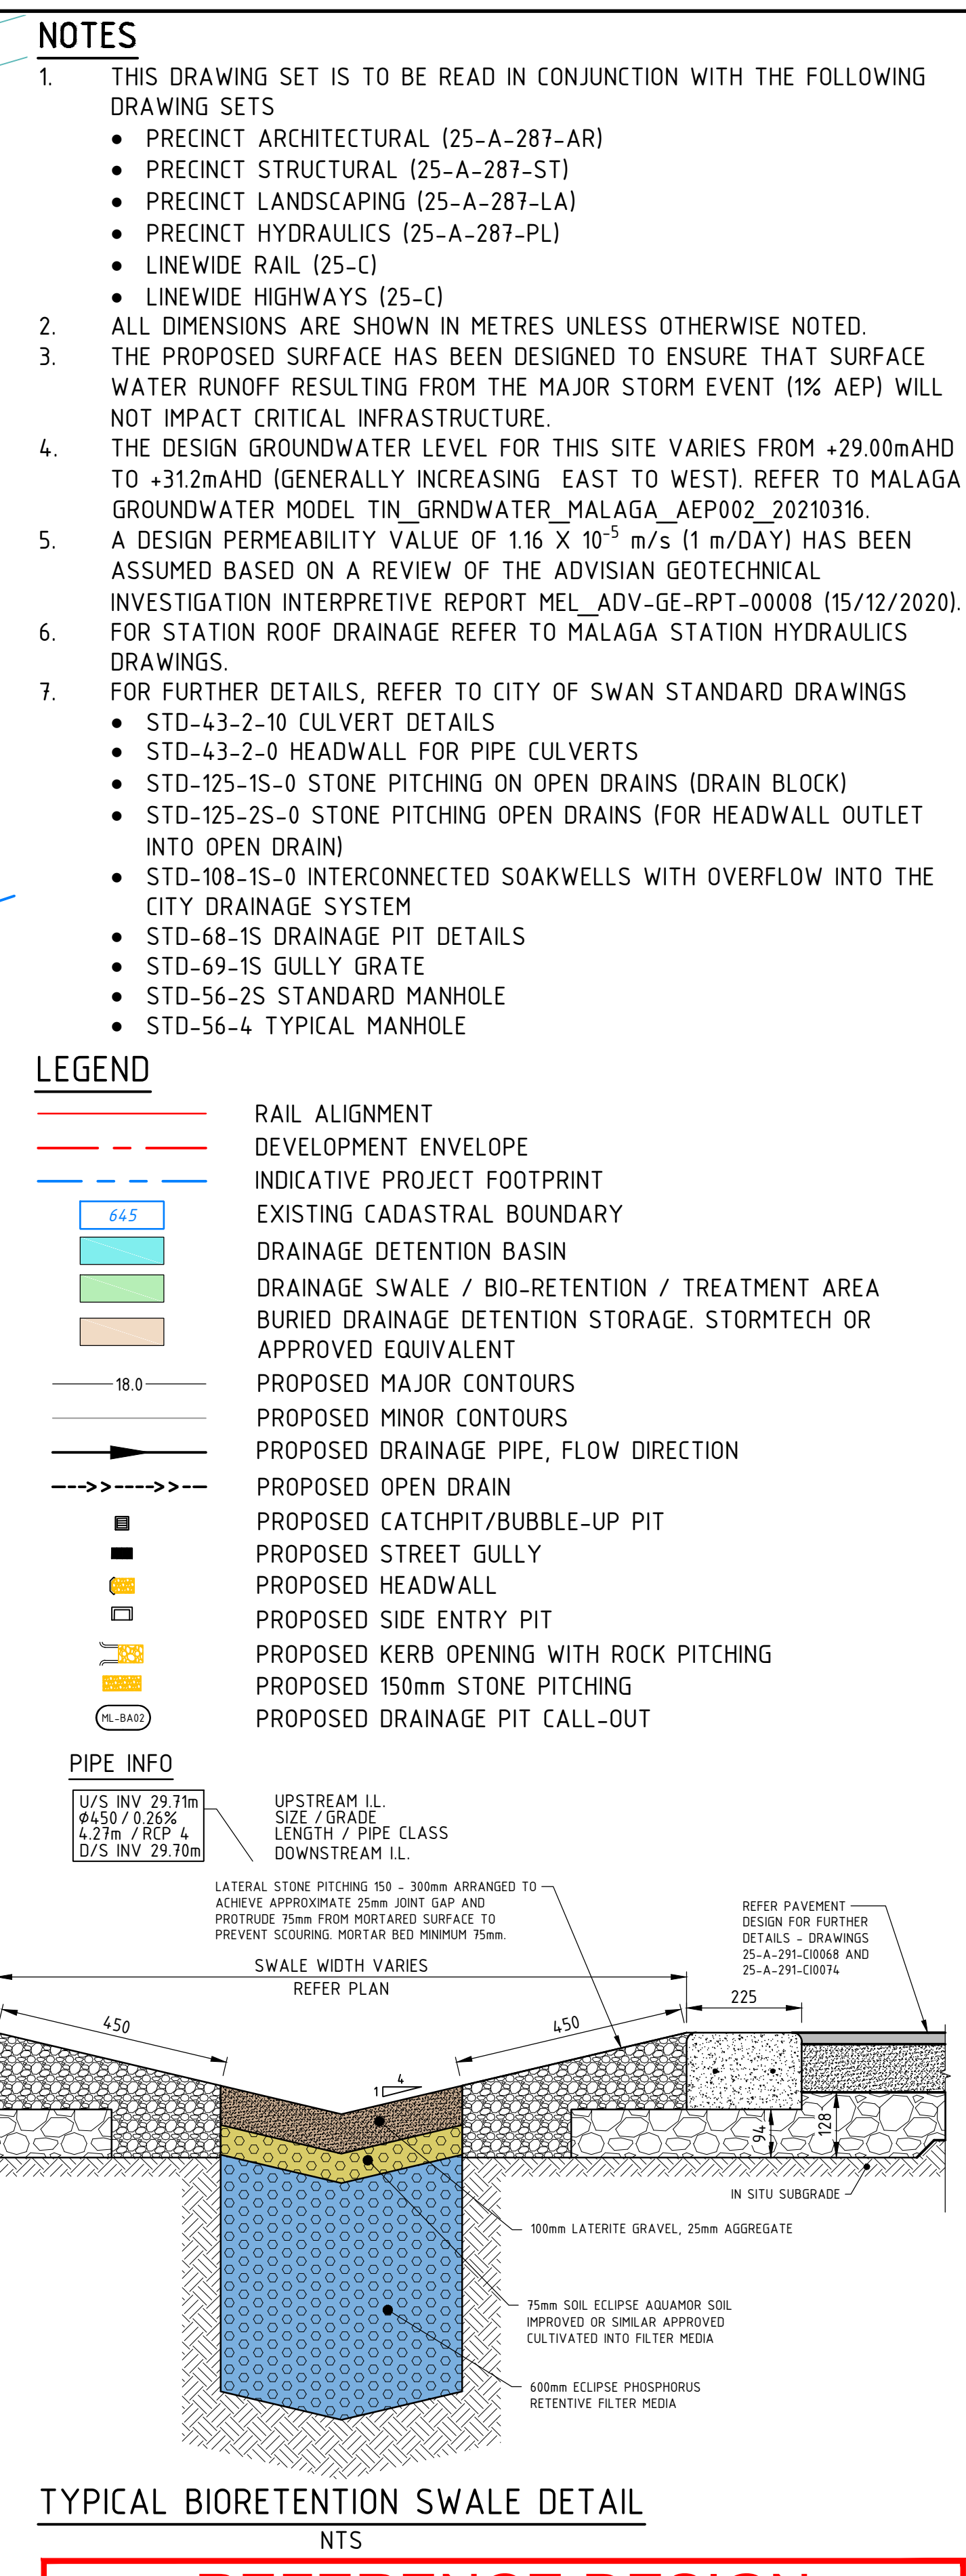 NOTES
1. THIS DRAWING SET IS TO BE READ IN CONJUNCTION WITH THE FOLLOWING
DRAWING SETS
• PRECINCT ARCHITECTURAL (25-A-287-AR)
• PRECINCT STRUCTURAL (25-A-287-ST)
• PRECINCT LANDSCAPING (25-A-287-LA)
• PRECINCT HYDRAULICS (25-A-287-PL)
• LINEWIDE RAIL (25-C)
• LINEWIDE HIGHWAYS (25-C)
2. ALL DIMENSIONS ARE SHOWN IN METRES UNLESS OTHERWISE NOTED.
3. THE PROPOSED SURFACE HAS BEEN DESIGNED TO ENSURE THAT SURFACE
WATER RUNOFF RESULTING FROM THE MAJOR STORM EVENT (1% AEP) WILL
NOT IMPACT CRITICAL INFRASTRUCTURE.
4. THE DESIGN GROUNDWATER LEVEL FOR THIS SITE VARIES FROM +29.00mAHD
TO +31.2mAHD (GENERALLY INCREASING EAST TO WEST). REFER TO MALAGA
GROUNDWATER MODEL TIN_GRNDWATER_MALAGA_AEP002_20210316.
5. A DESIGN PERMEABILITY VALUE OF 1.16 X 10⁻⁵ m/s (1 m/DAY) HAS BEEN
ASSUMED BASED ON A REVIEW OF THE ADVISIAN GEOTECHNICAL
INVESTIGATION INTERPRETIVE REPORT MEL_ADV-GE-RPT-00008 (15/12/2020).
6. FOR STATION ROOF DRAINAGE REFER TO MALAGA STATION HYDRAULICS
DRAWINGS.
7. FOR FURTHER DETAILS, REFER TO CITY OF SWAN STANDARD DRAWINGS
• STD-43-2-10 CULVERT DETAILS
• STD-43-2-0 HEADWALL FOR PIPE CULVERTS
• STD-125-1S-0 STONE PITCHING ON OPEN DRAINS (DRAIN BLOCK)
• STD-125-2S-0 STONE PITCHING OPEN DRAINS (FOR HEADWALL OUTLET
INTO OPEN DRAIN)
• STD-108-1S-0 INTERCONNECTED SOAKWELLS WITH OVERFLOW INTO THE
CITY DRAINAGE SYSTEM
• STD-68-1S DRAINAGE PIT DETAILS
• STD-69-1S GULLY GRATE
• STD-56-2S STANDARD MANHOLE
• STD-56-4 TYPICAL MANHOLE
LEGEND
RAIL ALIGNMENT
DEVELOPMENT ENVELOPE
INDICATIVE PROJECT FOOTPRINT
645 EXISTING CADASTRAL BOUNDARY
DRAINAGE DETENTION BASIN
DRAINAGE SWALE / BIO-RETENTION / TREATMENT AREA
BURIED DRAINAGE DETENTION STORAGE. STORMTECH OR
APPROVED EQUIVALENT
18.0 PROPOSED MAJOR CONTOURS
PROPOSED MINOR CONTOURS
PROPOSED DRAINAGE PIPE, FLOW DIRECTION
PROPOSED OPEN DRAIN
PROPOSED CATCHPIT/BUBBLE-UP PIT
PROPOSED STREET GULLY
PROPOSED HEADWALL
PROPOSED SIDE ENTRY PIT
PROPOSED KERB OPENING WITH ROCK PITCHING
PROPOSED 150mm STONE PITCHING
ML-BA02 PROPOSED DRAINAGE PIT CALL-OUT
PIPE INFO
U/S INV 29.71m UPSTREAM I.L.
Ø450 / 0.26% SIZE / GRADE
4.27m / RCP 4 LENGTH / PIPE CLASS
D/S INV 29.70m DOWNSTREAM I.L.
LATERAL STONE PITCHING 150 - 300mm ARRANGED TO
ACHIEVE APPROXIMATE 25mm JOINT GAP AND
PROTRUDE 75mm FROM MORTARED SURFACE TO
PREVENT SCOURING. MORTAR BED MINIMUM 75mm.
REFER PAVEMENT
DESIGN FOR FURTHER
DETAILS - DRAWINGS
25-A-291-CI0068 AND
25-A-291-CI0074
SWALE WIDTH VARIES
REFER PLAN
225
450
450
4
1
94
128
IN SITU SUBGRADE
100mm LATERITE GRAVEL, 25mm AGGREGATE
75mm SOIL ECLIPSE AQUAMOR SOIL
IMPROVED OR SIMILAR APPROVED
CULTIVATED INTO FILTER MEDIA
600mm ECLIPSE PHOSPHORUS
RETENTIVE FILTER MEDIA
TYPICAL BIORETENTION SWALE DETAIL
NTS
REFERENCE DESIGN